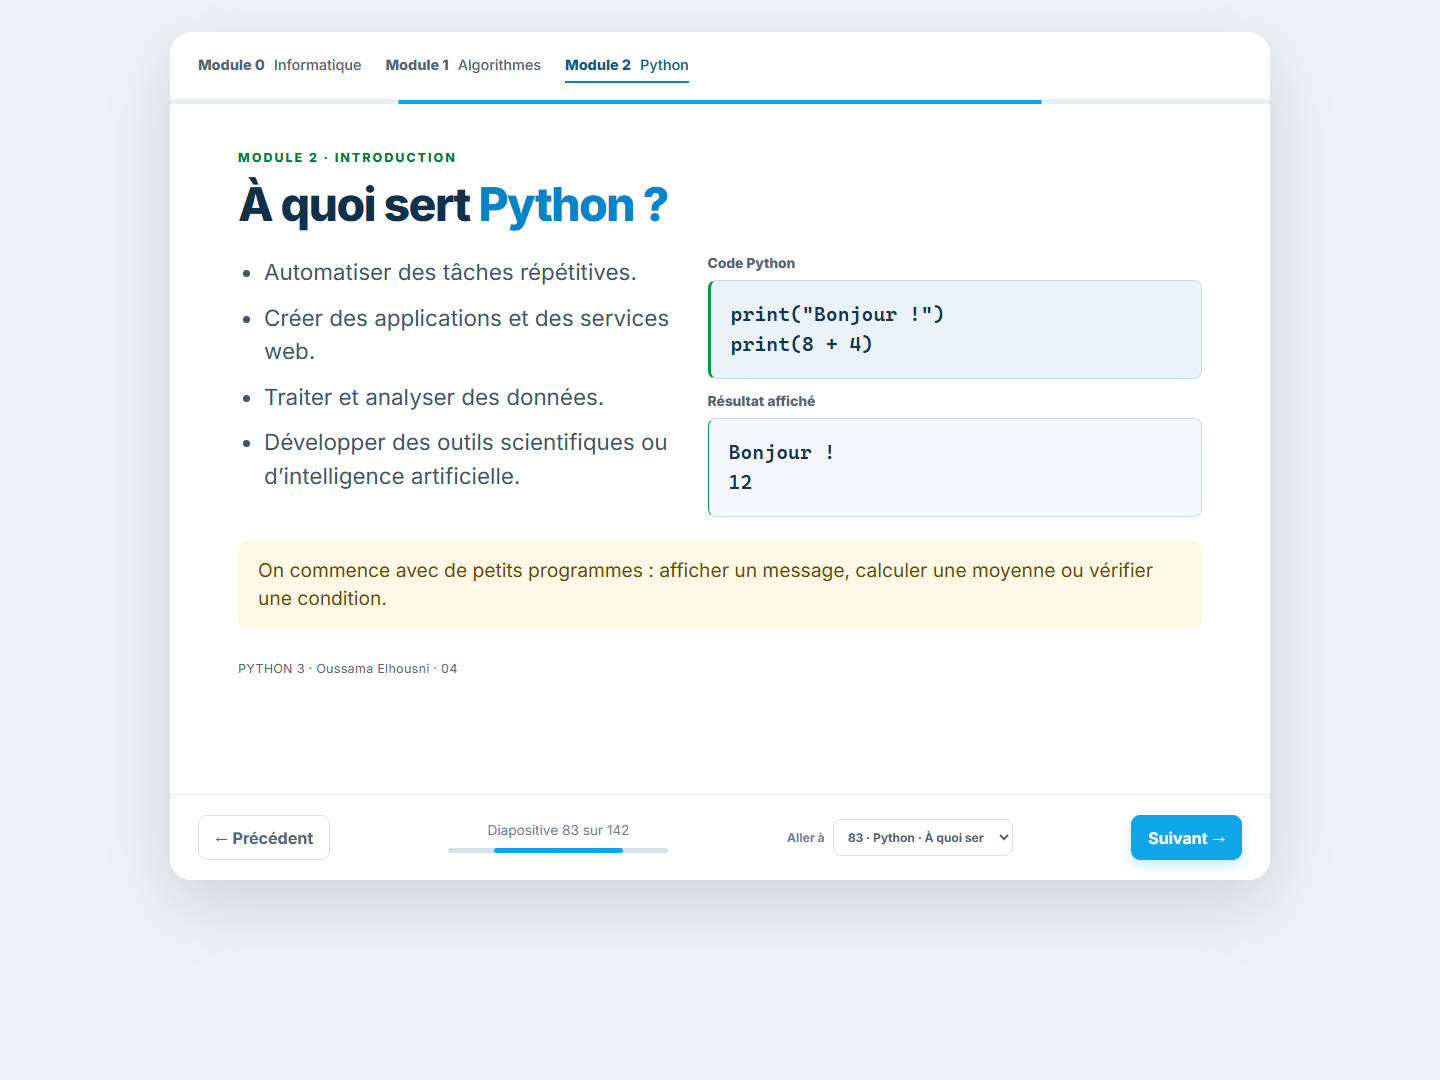 Module 0 Informatique Module 1 Algorithmes Module 2 Python
MODULE 2 · INTRODUCTION
À quoi sert Python ?
• Automatiser des tâches répétitives.
• Créer des applications et des services
web.
• Traiter et analyser des données.
• Développer des outils scientifiques ou
d’intelligence artificielle.
Code Python
print("Bonjour !")
print(8 + 4)
Résultat affiché
Bonjour !
12
On commence avec de petits programmes : afficher un message, calculer une moyenne ou vérifier
une condition.
PYTHON 3 · Oussama Elhousni · 04
← Précédent
Diapositive 83 sur 142
Aller à 83 · Python · À quoi ser
Suivant →